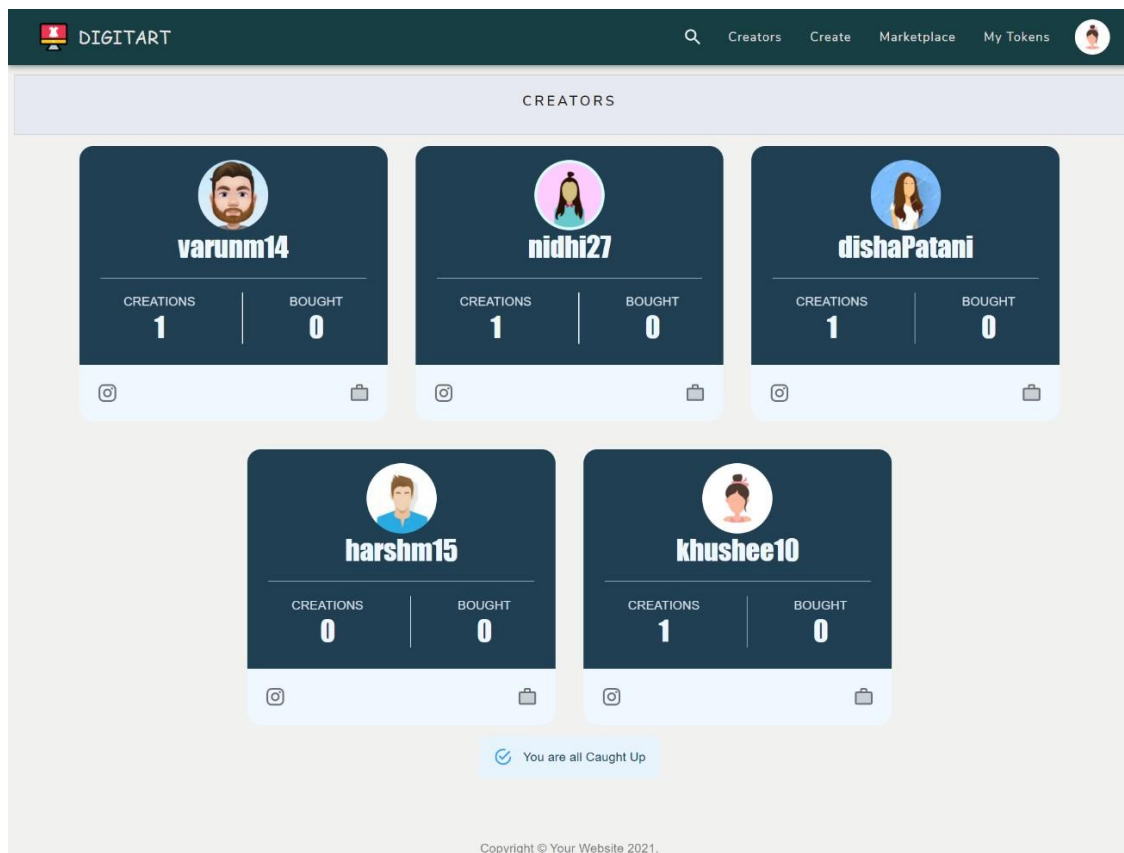 DIGITART
Creators Create Marketplace My Tokens
CREATORS
varunm14
CREATIONS BOUGHT
1 0
nidhi27
CREATIONS BOUGHT
1 0
dishaPatani
CREATIONS BOUGHT
1 0
harshm15
CREATIONS BOUGHT
0 0
khushee10
CREATIONS BOUGHT
1 0
You are all Caught Up
Copyright © Your Website 2021.